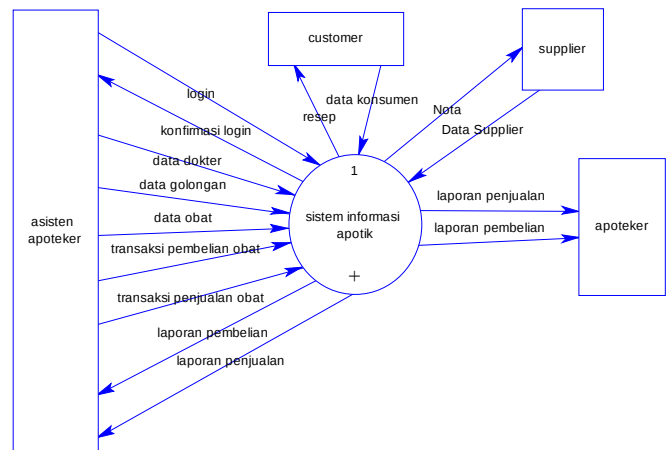 customer
supplier
login
data konsumen
resep
Nota
konfirmasi login
Data Supplier
data dokter
1
data golongan
laporan penjualan
asisten
apoteker
data obat
sistem informasi
apotik
laporan pembelian
apoteker
transaksi pembelian obat
+
transaksi penjualan obat
laporan pembelian
laporan penjualan